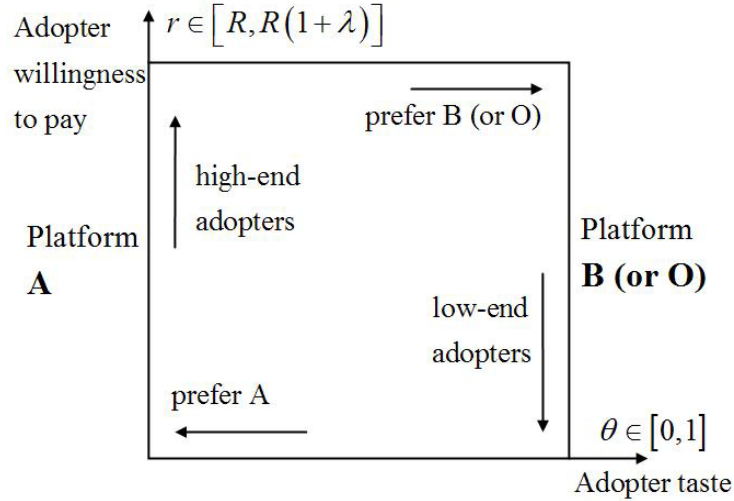 Adopter
willingness
to pay
r ∈ [R, R(1 + λ)]
prefer B (or O)
high-end
adopters
Platform
A
Platform
B (or O)
low-end
adopters
prefer A
θ ∈ [0,1]
Adopter taste